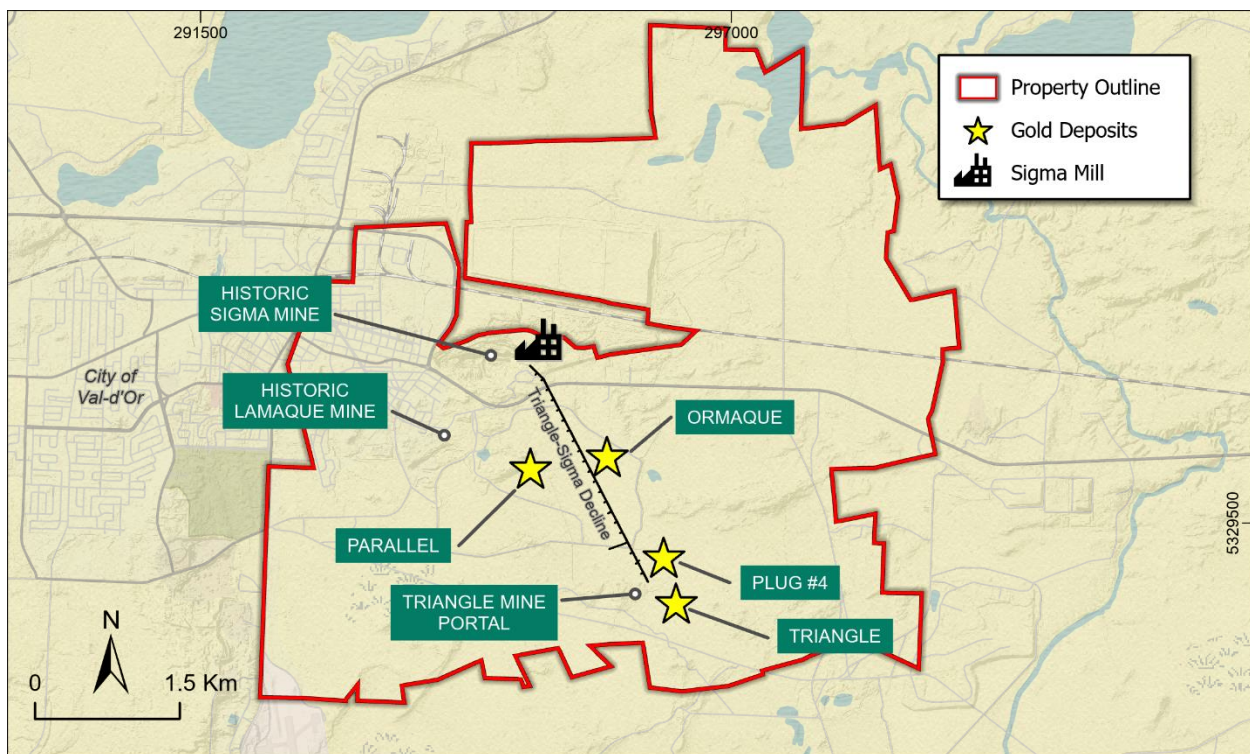 291500
297000
Property Outline
Gold Deposits
Sigma Mill
HISTORIC
SIGMA MINE
City of
Val-d'Or
HISTORIC
LAMAQUE MINE
ORMAQUE
Triangle-Sigma Decline
PARALLEL
5329500
PLUG #4
TRIANGLE MINE
PORTAL
TRIANGLE
N
0
1.5 Km